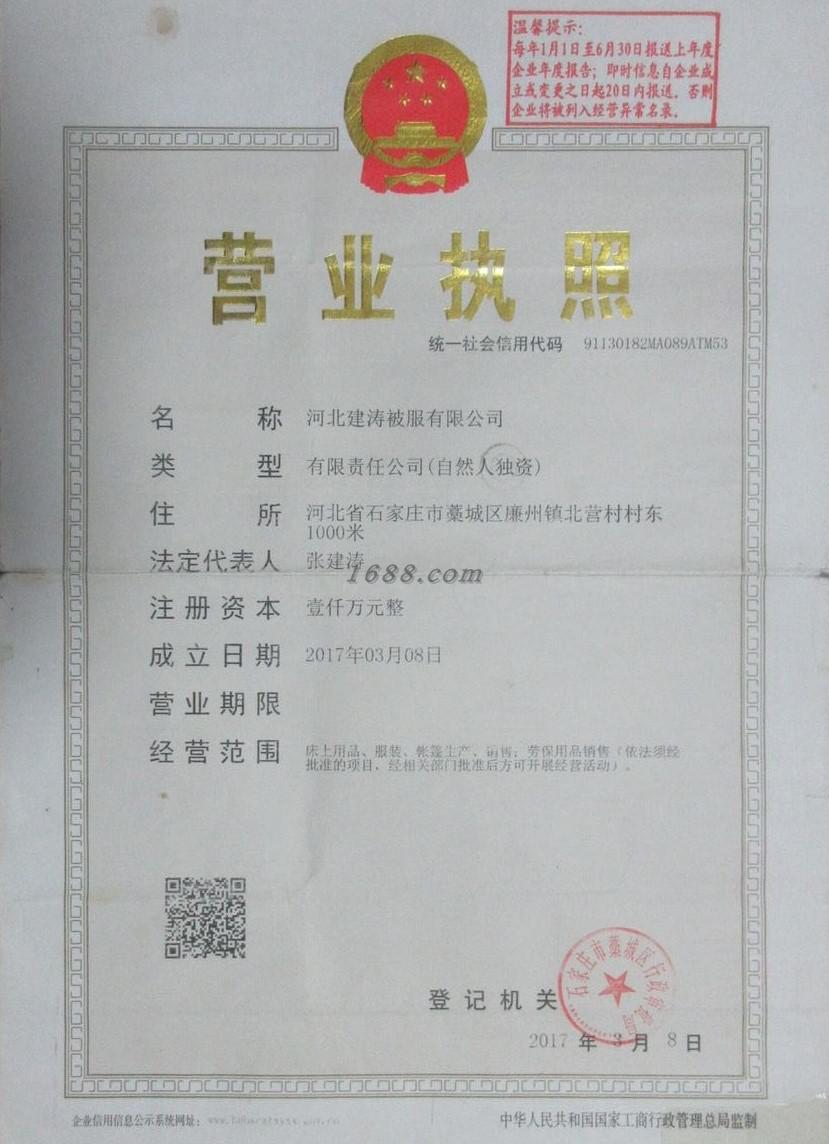 温馨提示:
每年1月1日至6月30日报送上年度
企业年度报告；即时信息自企业成
立或变更之日起20日内报送，否则
企业将被列入经营异常名录。
营业执照
统一社会信用代码 91130182MA089ATM53
名称 河北建涛被服有限公司
类型 有限责任公司(自然人独资)
住所 河北省石家庄市藁城区廉州镇北营村村东
1000米
法定代表人 张建涛
1688.com
注册资本 壹仟万元整
成立日期 2017年03月08日
营业期限
经营范围 床上用品、服装、帐篷生产、销售；劳保用品销售（依法须经
批准的项目，经相关部门批准后方可开展经营活动）。
石家庄市藁城区行政审批局
登记机关
2017 年 3 月 8 日
企业信用信息公示系统网址：
中华人民共和国国家工商行政管理总局监制